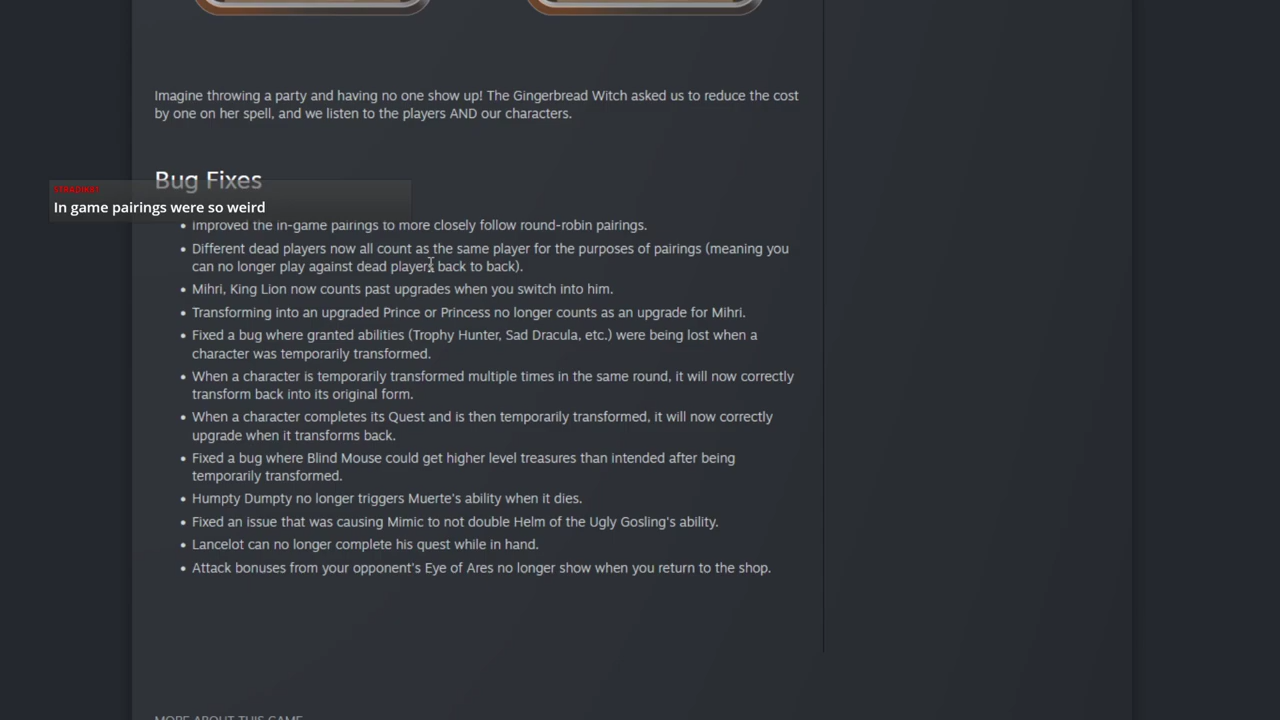 Imagine throwing a party and having no one show up! The Gingerbread Witch asked us to reduce the cost
by one on her spell, and we listen to the players AND our characters.
Bug Fixes
In game pairings were so weird
Improved the in-game pairings to more closely follow round-robin pairings.
Different dead players now all count as the same player for the purposes of pairings (meaning you
can no longer play against dead players back to back).
Mihri, King Lion now counts past upgrades when you switch into him.
Transforming into an upgraded Prince or Princess no longer counts as an upgrade for Mihri.
Fixed a bug where granted abilities (Trophy Hunter, Sad Dracula, etc.) were being lost when a
character was temporarily transformed.
When a character is temporarily transformed multiple times in the same round, it will now correctly
transform back into its original form.
When a character completes its Quest and is then temporarily transformed, it will now correctly
upgrade when it transforms back.
Fixed a bug where Blind Mouse could get higher level treasures than intended after being
temporarily transformed.
Humpty Dumpty no longer triggers Muerte's ability when it dies.
Fixed an issue that was causing Mimic to not double Helm of the Ugly Gosling's ability.
Lancelot can no longer complete his quest while in hand.
Attack bonuses from your opponent's Eye of Ares no longer show when you return to the shop.
MORE ABOUT THIS GAME